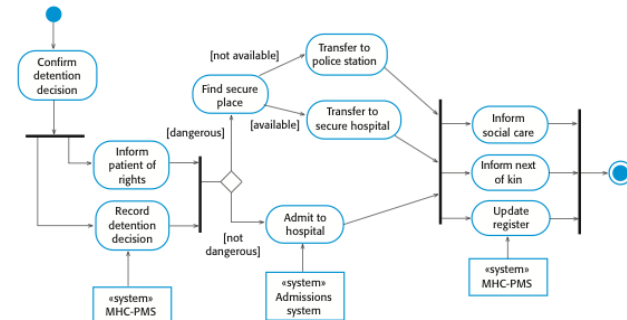 Confirm
detention
decision
Inform
patient of
rights
Record
detention
decision
«system»
MHC-PMS
[dangerous]
[not
dangerous]
Find secure
place
[not available]
[available]
Transfer to
police station
Transfer to
secure hospital
Admit to
hospital
«system»
Admissions
system
Inform
social care
Inform next
of kin
Update
register
«system»
MHC-PMS